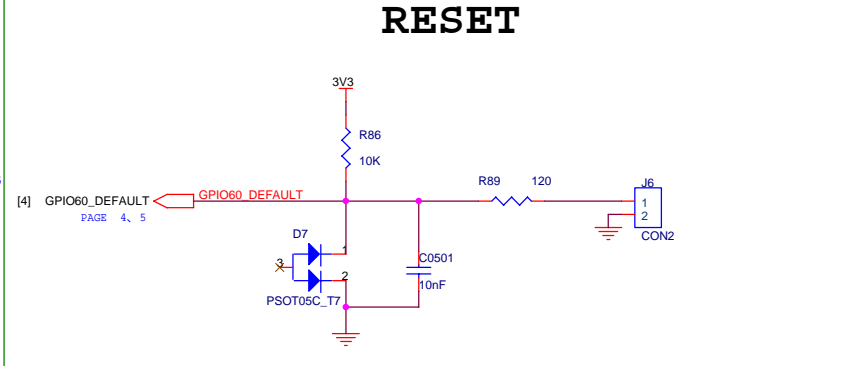 RESET
3V3
R86
10K
R89 120
J6
[4] GPIO60_DEFAULT GPIO60_DEFAULT
PAGE 4、5
1
2
CON2
D7
1
3
C0501
2
10nF
PSOT05C_T7